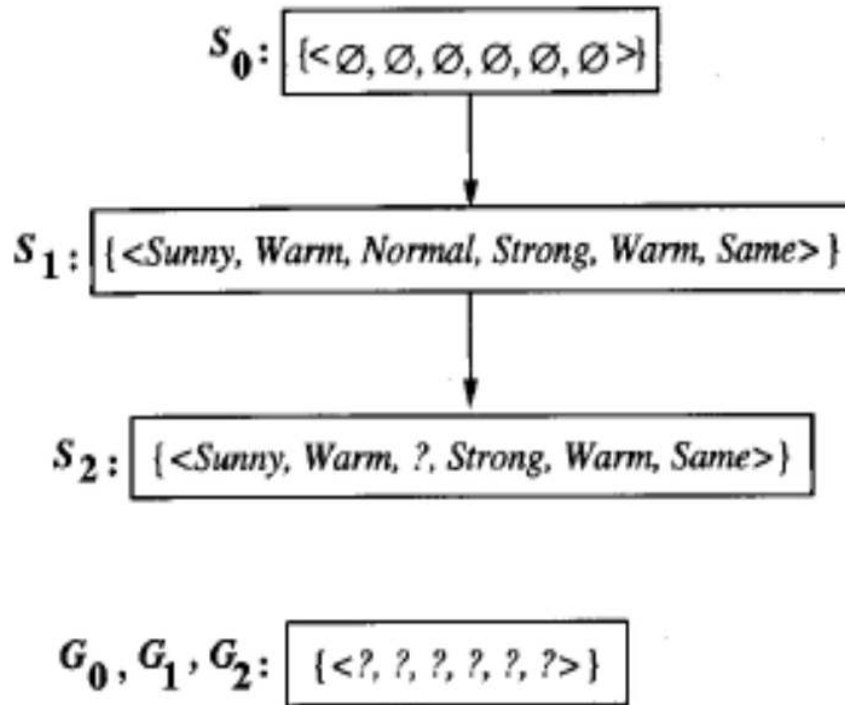 S₀: {<∅, ∅, ∅, ∅, ∅, ∅>}
S₁: {<Sunny, Warm, Normal, Strong, Warm, Same>}
S₂: {<Sunny, Warm, ?, Strong, Warm, Same>}
G₀, G₁, G₂: {<?, ?, ?, ?, ?, ?>}